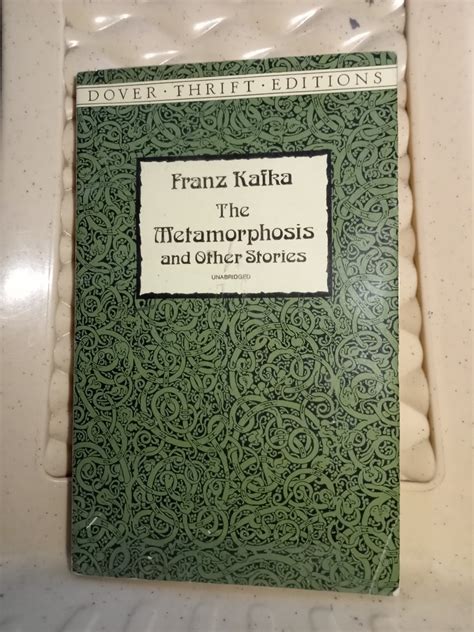 DOVER · THRIFT · EDITIONS
Franz Kafka
The
Metamorphosis
and Other Stories
UNABRIDGED